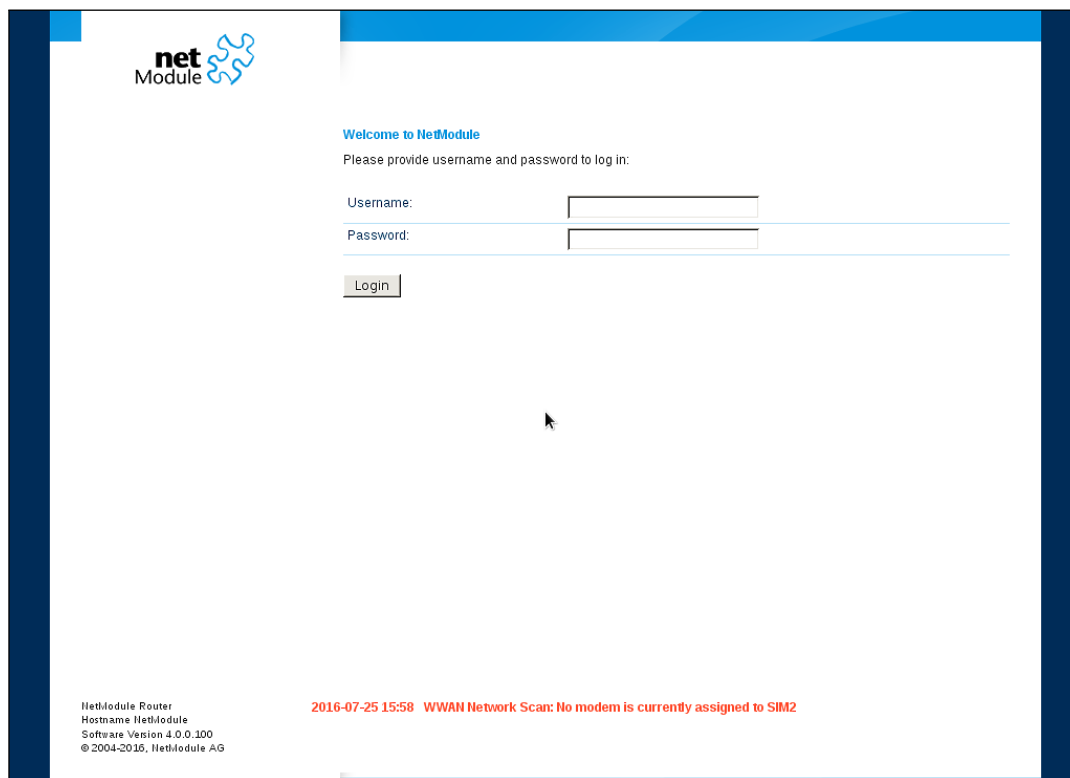 net
Module
Welcome to NetModule
Please provide username and password to log in:
Username:
Password:
Login
NetModule Router
Hostname NetModule
Software Version 4.0.0.100
© 2004-2016, NetModule AG
2016-07-25 15:58 WWAN Network Scan: No modem is currently assigned to SIM2